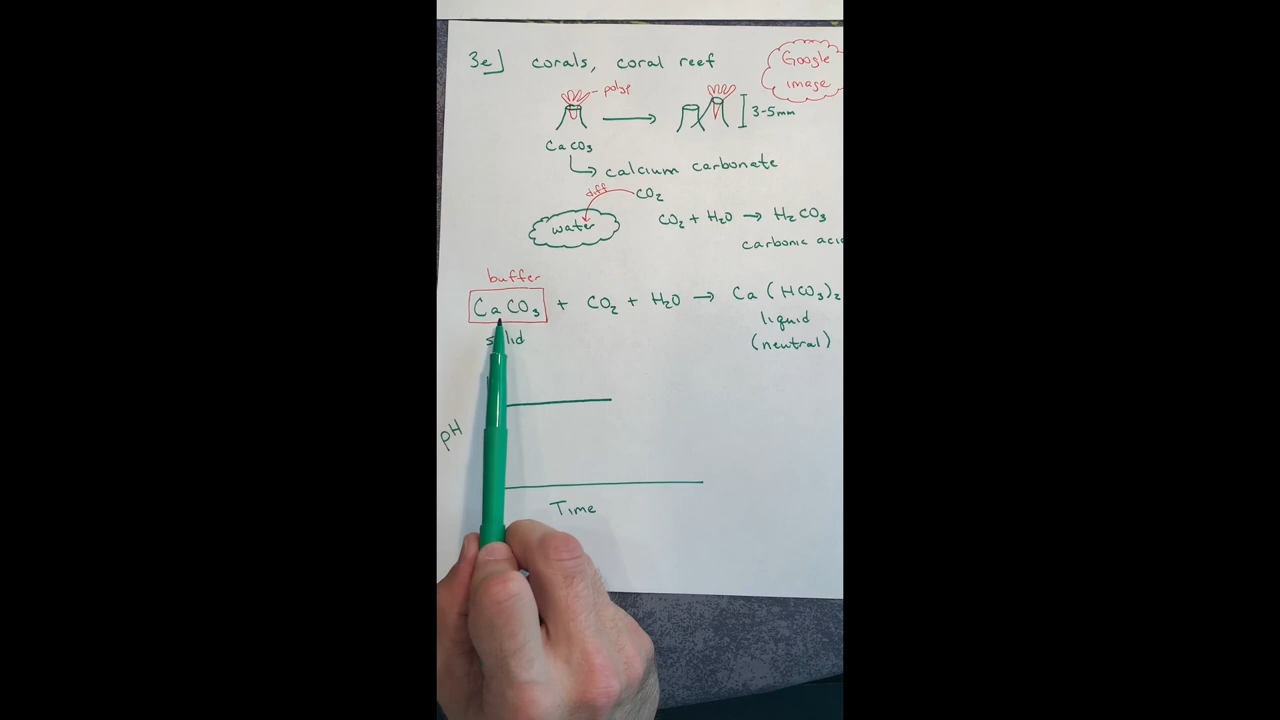 3e] corals, coral reef
Google
image
polyp
3-5mm
CaCO₃
calcium carbonate
diff
CO₂
water
CO₂ + H₂O → H₂CO₃
carbonic
buffer
CaCO₃ + CO₂ + H₂O → Ca(HCO₃)₂
liquid
(neutral)
pH
Time